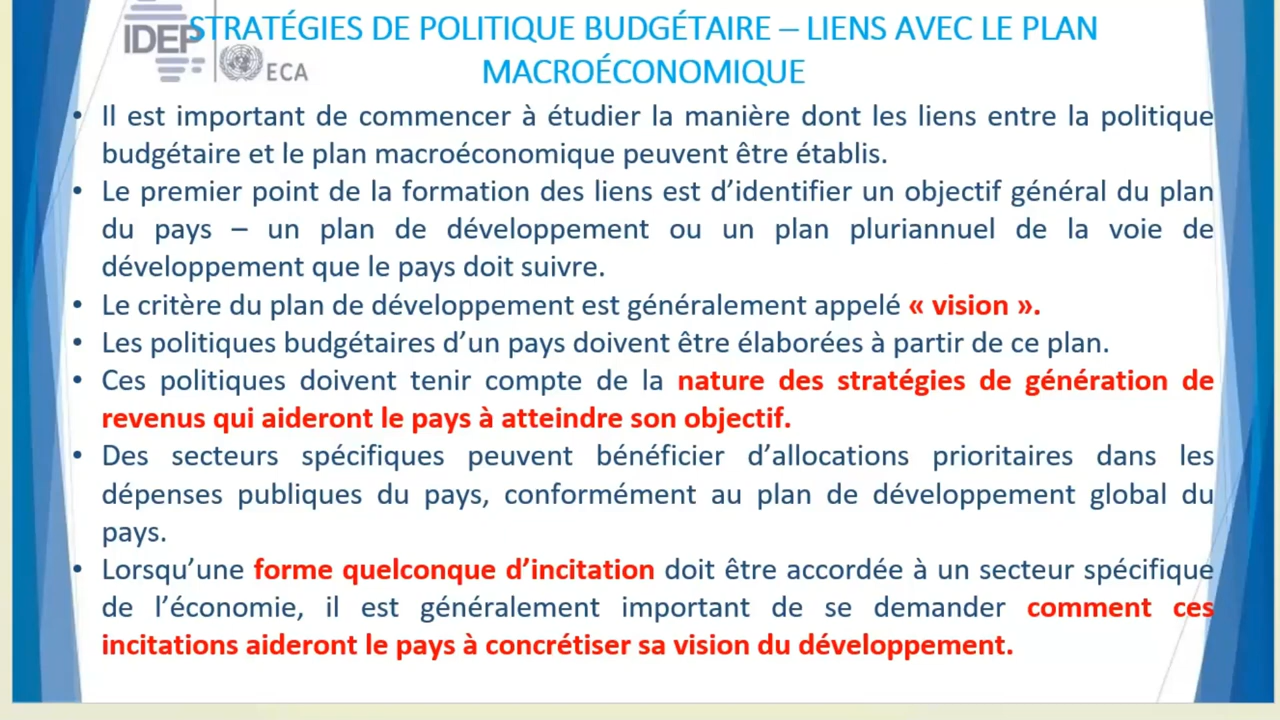 STRATÉGIES DE POLITIQUE BUDGÉTAIRE – LIENS AVEC LE PLAN
MACROÉCONOMIQUE
IDEP
ECA
• Il est important de commencer à étudier la manière dont les liens entre la politique
budgétaire et le plan macroéconomique peuvent être établis.
• Le premier point de la formation des liens est d’identifier un objectif général du plan
du pays – un plan de développement ou un plan pluriannuel de la voie de
développement que le pays doit suivre.
• Le critère du plan de développement est généralement appelé « vision ».
• Les politiques budgétaires d’un pays doivent être élaborées à partir de ce plan.
• Ces politiques doivent tenir compte de la nature des stratégies de génération de
revenus qui aideront le pays à atteindre son objectif.
• Des secteurs spécifiques peuvent bénéficier d’allocations prioritaires dans les
dépenses publiques du pays, conformément au plan de développement global du
pays.
• Lorsqu’une forme quelconque d’incitation doit être accordée à un secteur spécifique
de l’économie, il est généralement important de se demander comment ces
incitations aideront le pays à concrétiser sa vision du développement.